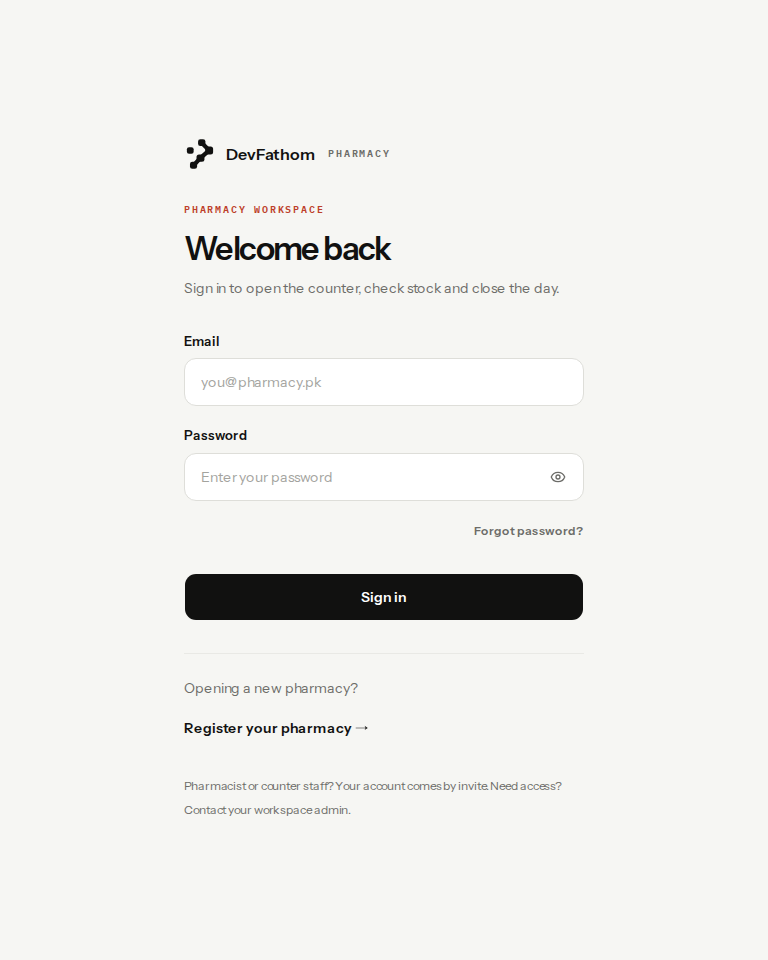 DevFathom PHARMACY
PHARMACY WORKSPACE
Welcome back
Sign in to open the counter, check stock and close the day.
Email
you@pharmacy.pk
Password
Enter your password
Forgot password?
Sign in
Opening a new pharmacy?
Register your pharmacy →
Pharmacist or counter staff? Your account comes by invite. Need access?
Contact your workspace admin.